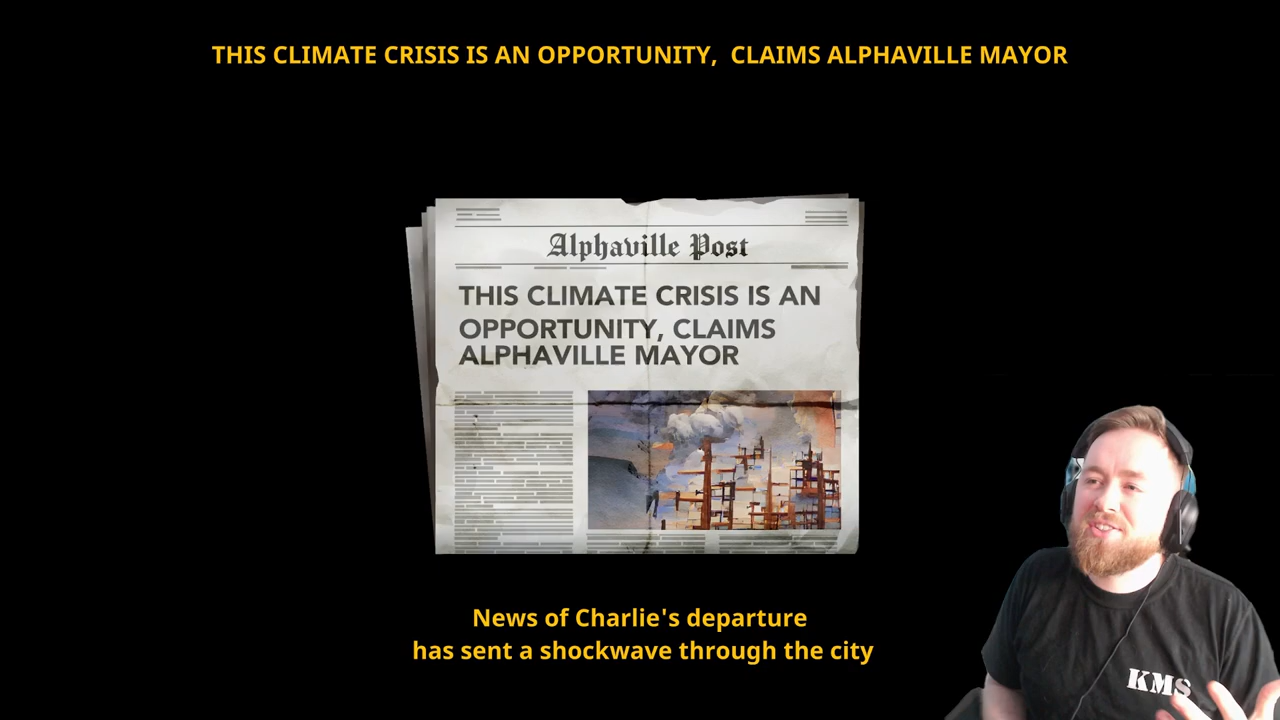 THIS CLIMATE CRISIS IS AN OPPORTUNITY,  CLAIMS ALPHAVILLE MAYOR
Alphaville Post
THIS CLIMATE CRISIS IS AN
OPPORTUNITY, CLAIMS
ALPHAVILLE MAYOR
News of Charlie's departure
has sent a shockwave through the city
KMS